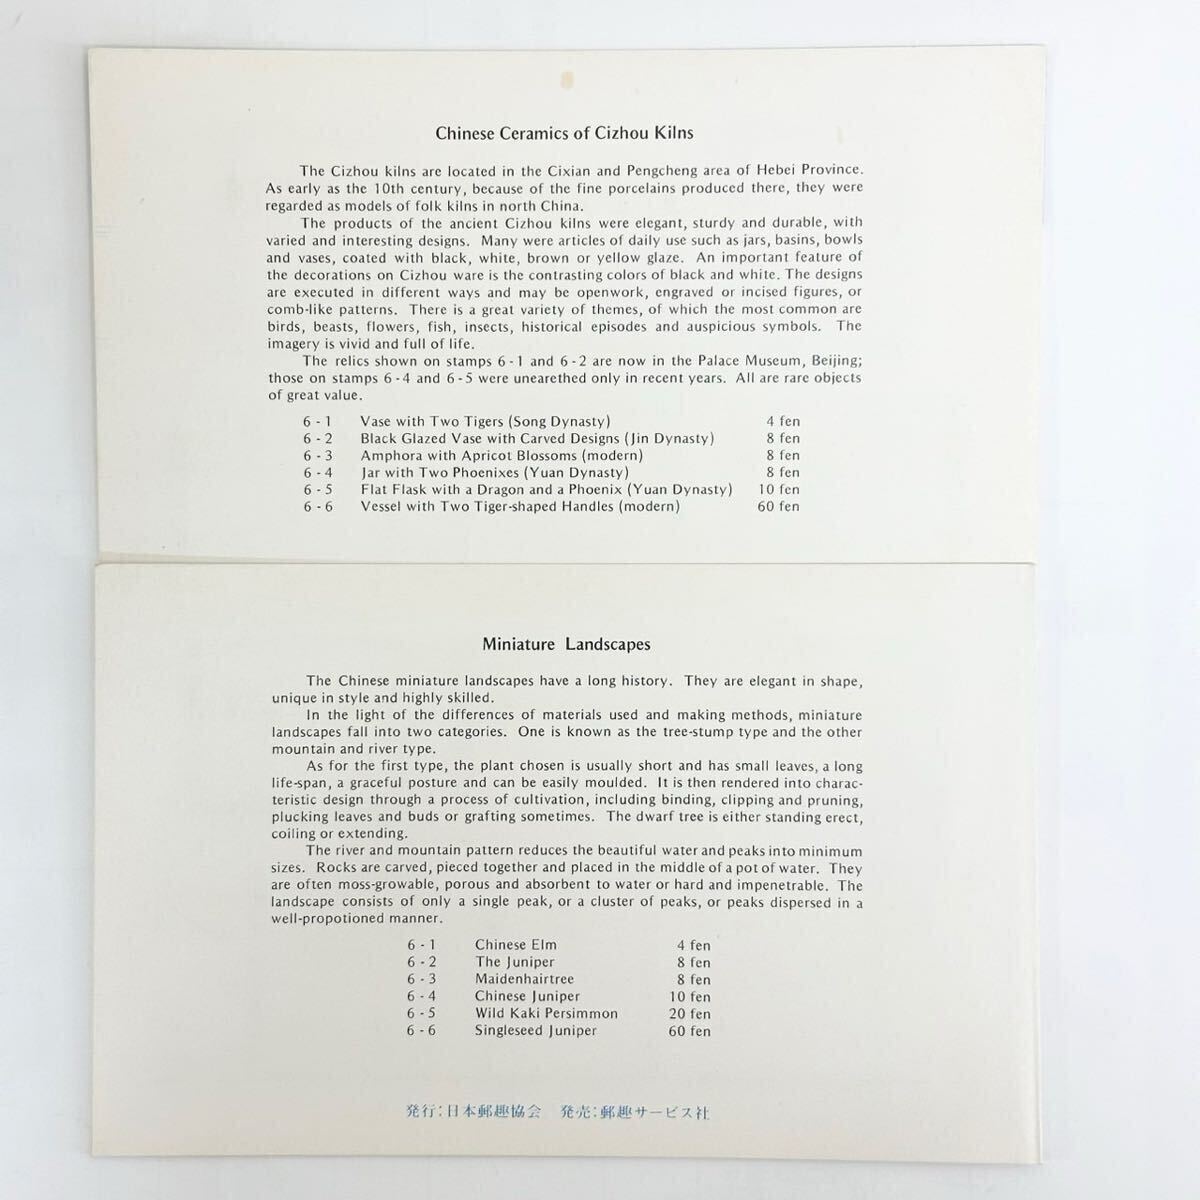 Chinese Ceramics of Cizhou Kilns
The Cizhou kilns are located in the Cixian and Pengcheng area of Hebei Province.
As early as the 10th century, because of the fine porcelains produced there, they were
regarded as models of folk kilns in north China.
The products of the ancient Cizhou kilns were elegant, sturdy and durable, with
varied and interesting designs. Many were articles of daily use such as jars, basins, bowls
and vases, coated with black, white, brown or yellow glaze. An important feature of
the decorations on Cizhou ware is the contrasting colors of black and white. The designs
are executed in different ways and may be openwork, engraved or incised figures, or
comb-like patterns. There is a great variety of themes, of which the most common are
birds, beasts, flowers, fish, insects, historical episodes and auspicious symbols. The
imagery is vivid and full of life.
The relics shown on stamps 6-1 and 6-2 are now in the Palace Museum, Beijing;
those on stamps 6-4 and 6-5 were unearethed only in recent years. All are rare objects
of great value.
6-1 Vase with Two Tigers (Song Dynasty) 4 fen
6-2 Black Glazed Vase with Carved Designs (Jin Dynasty) 8 fen
6-3 Amphora with Apricot Blossoms (modern) 8 fen
6-4 Jar with Two Phoenixes (Yuan Dynasty) 8 fen
6-5 Flat Flask with a Dragon and a Phoenix (Yuan Dynasty) 10 fen
6-6 Vessel with Two Tiger-shaped Handles (modern) 60 fen
Miniature Landscapes
The Chinese miniature landscapes have a long history. They are elegant in shape,
unique in style and highly skilled.
In the light of the differences of materials used and making methods, miniature
landscapes fall into two categories. One is known as the tree-stump type and the other
mountain and river type.
As for the first type, the plant chosen is usually short and has small leaves, a long
life-span, a graceful posture and can be easily moulded. It is then rendered into charac-
teristic design through a process of cultivation, including binding, clipping and pruning,
plucking leaves and buds or grafting sometimes. The dwarf tree is either standing erect,
coiling or extending.
The river and mountain pattern reduces the beautiful water and peaks into minimum
sizes. Rocks are carved, pieced together and placed in the middle of a pot of water. They
are often moss-growable, porous and absorbent to water or hard and impenetrable. The
landscape consists of only a single peak, or a cluster of peaks, or peaks dispersed in a
well-propotioned manner.
6-1 Chinese Elm 4 fen
6-2 The Juniper 8 fen
6-3 Maidenhairtree 8 fen
6-4 Chinese Juniper 10 fen
6-5 Wild Kaki Persimmon 20 fen
6-6 Singleseed Juniper 60 fen
発行:日本郵趣協会 発売:郵趣サービス社